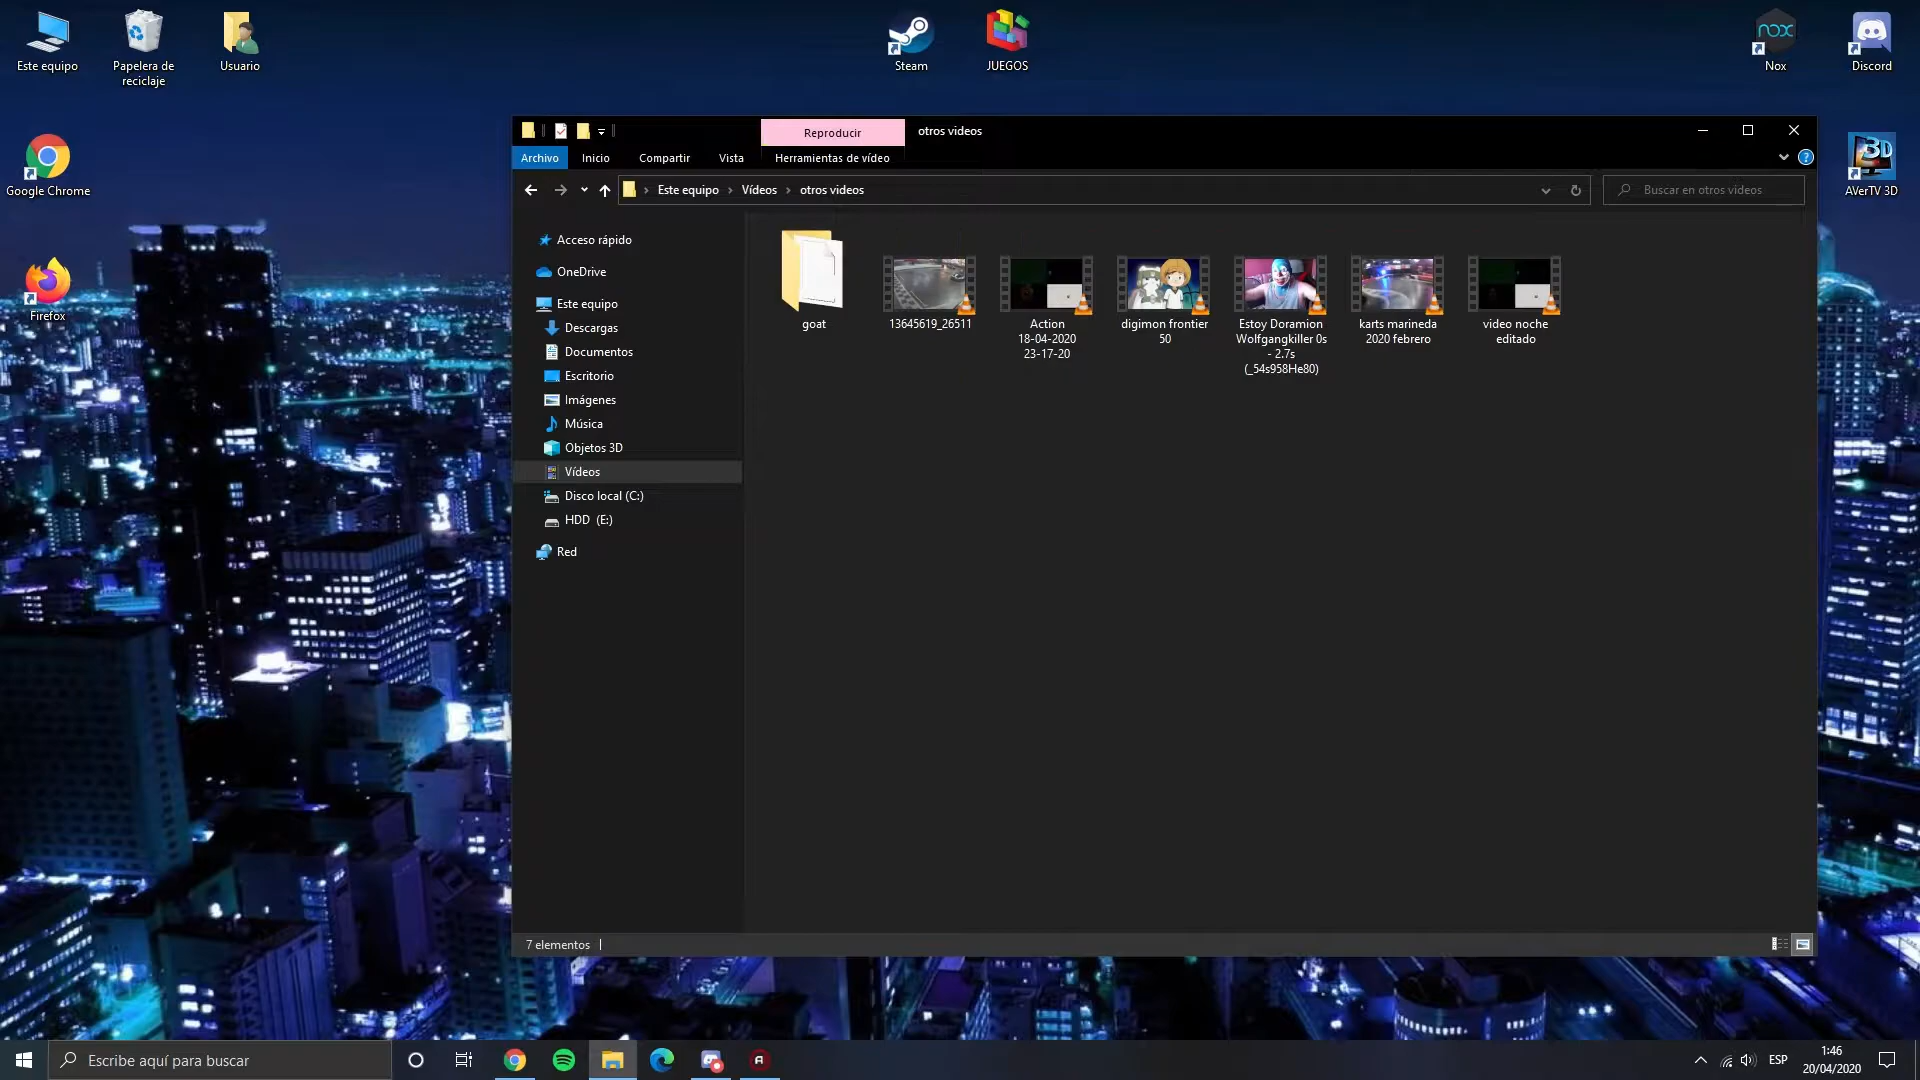 Este equipo
Papelera de
reciclaje
Usuario
Steam
JUEGOS
Nox
Discord
Google Chrome
Firefox
AVerTV 3D
Reproducir
otros videos
Archivo
Inicio
Compartir
Vista
Herramientas de vídeo
Este equipo
Vídeos
otros videos
Buscar en otros videos
Acceso rápido
OneDrive
Este equipo
Descargas
Documentos
Escritorio
Imágenes
Música
Objetos 3D
Vídeos
Disco local (C:)
HDD (E:)
Red
goat
13645619_26511
Action
18-04-2020
23-17-20
digimon frontier
50
Estoy Doramion
Wolfgangkiller 0s
- 2.7s
(_54s958He80)
karts marineda
2020 febrero
video noche
editado
7 elementos
Escribe aquí para buscar
ESP
1:46
20/04/2020